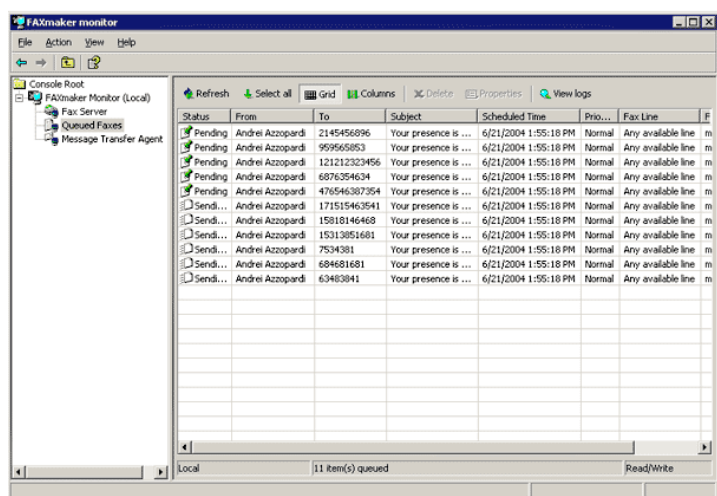 FAXmaker monitor
File Action View Help
Console Root
FAXmaker Monitor (Local)
Fax Server
Queued Faxes
Message Transfer Agent
Refresh Select all Grid Columns Delete Properties View logs
Status From To Subject Scheduled Time Prio... Fax Line F
Pending Andrei Azzopardi 2145456896 Your presence is ... 6/21/2004 1:55:18 PM Normal Any available line m
Pending Andrei Azzopardi 959565853 Your presence is ... 6/21/2004 1:55:18 PM Normal Any available line m
Pending Andrei Azzopardi 121212323456 Your presence is ... 6/21/2004 1:55:18 PM Normal Any available line m
Pending Andrei Azzopardi 6876354634 Your presence is ... 6/21/2004 1:55:18 PM Normal Any available line m
Pending Andrei Azzopardi 476546387354 Your presence is ... 6/21/2004 1:55:18 PM Normal Any available line m
Sendi... Andrei Azzopardi 171515463541 Your presence is ... 6/21/2004 1:55:18 PM Normal Any available line m
Sendi... Andrei Azzopardi 15818146468 Your presence is ... 6/21/2004 1:55:18 PM Normal Any available line m
Sendi... Andrei Azzopardi 15313851681 Your presence is ... 6/21/2004 1:55:18 PM Normal Any available line m
Sendi... Andrei Azzopardi 7534381 Your presence is ... 6/21/2004 1:55:18 PM Normal Any available line m
Sendi... Andrei Azzopardi 684681681 Your presence is ... 6/21/2004 1:55:18 PM Normal Any available line m
Sendi... Andrei Azzopardi 63483841 Your presence is ... 6/21/2004 1:55:18 PM Normal Any available line m
Local 11 item(s) queued Read/Write